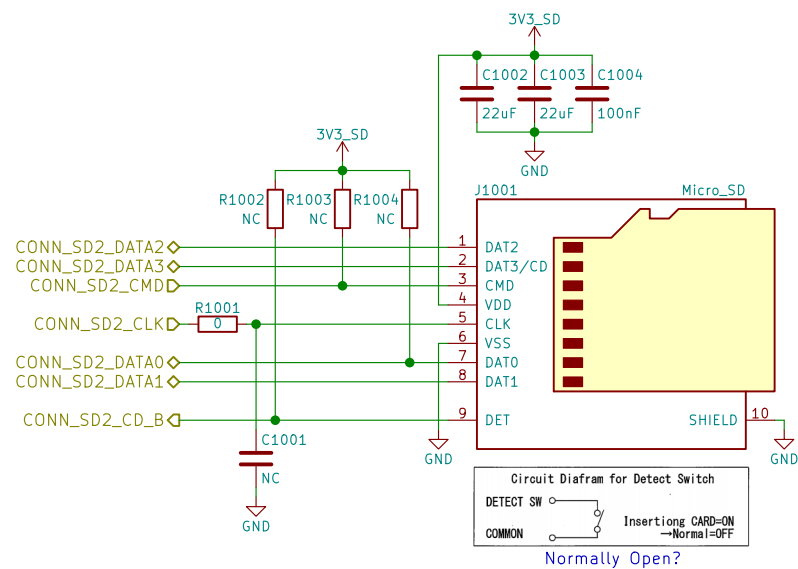 3V3_SD
C1002
C1003
C1004
22uF
22uF
100nF
GND
3V3_SD
R1002
R1003
R1004
NC
NC
NC
J1001
Micro_SD
CONN_SD2_DATA2
1
DAT2
CONN_SD2_DATA3
2
DAT3/CD
CONN_SD2_CMD
3
CMD
4
VDD
R1001
CONN_SD2_CLK
0
5
CLK
6
VSS
CONN_SD2_DATA0
7
DAT0
CONN_SD2_DATA1
8
DAT1
CONN_SD2_CD_B
9
DET
SHIELD
10
C1001
NC
GND
GND
GND
Circuit Diafram for Detect Switch
DETECT SW
Insertiong CARD=ON
COMMON
→Normal=OFF
Normally Open?